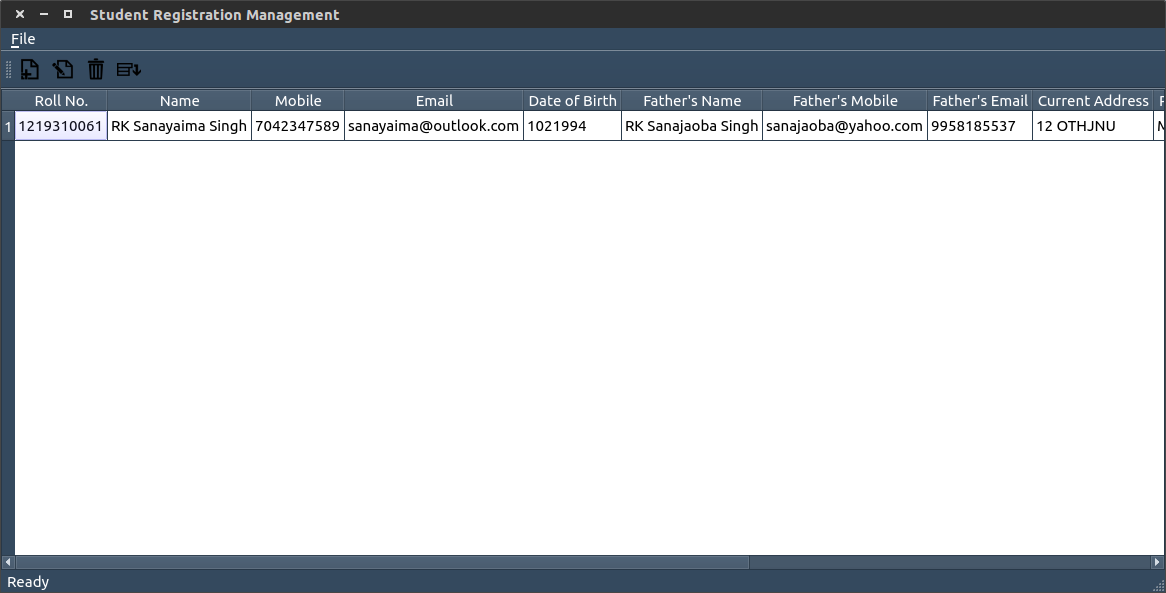 Student Registration Management
File
Roll No. Name Mobile Email Date of Birth Father's Name Father's Mobile Father's Email Current Address
1 1219310061 RK Sanayaima Singh 7042347589 sanayaima@outlook.com 1021994 RK Sanajaoba Singh sanajaoba@yahoo.com 9958185537 12 OTHJNU
Ready